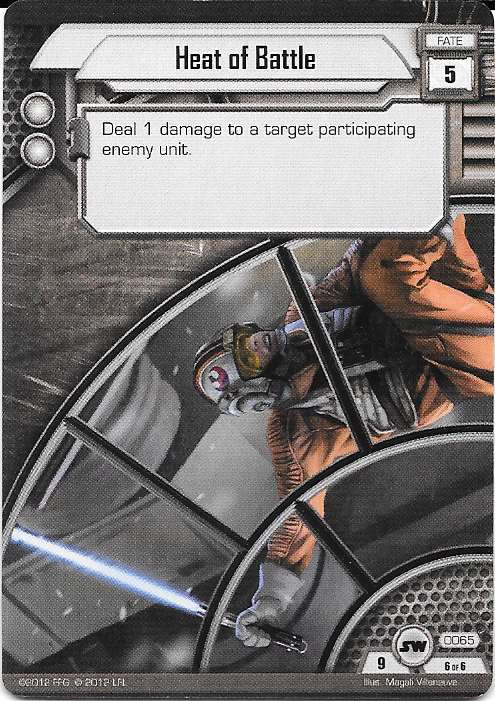 Heat of Battle
FATE
5
Deal 1 damage to a target participating
enemy unit.
SW
0065
9
6 OF 6
©2012 FFG © 2012 LFL
Illus. Magali Villeneuve